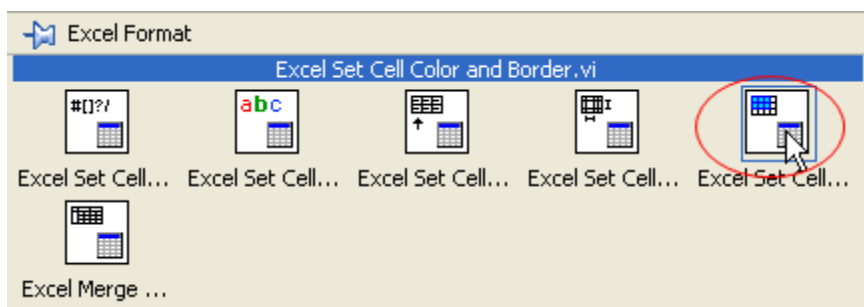 Excel Format
Excel Set Cell Color and Border.vi
#[]?/ abc
Excel Set Cell... Excel Set Cell... Excel Set Cell... Excel Set Cell... Excel Set Cell...
Excel Merge ...